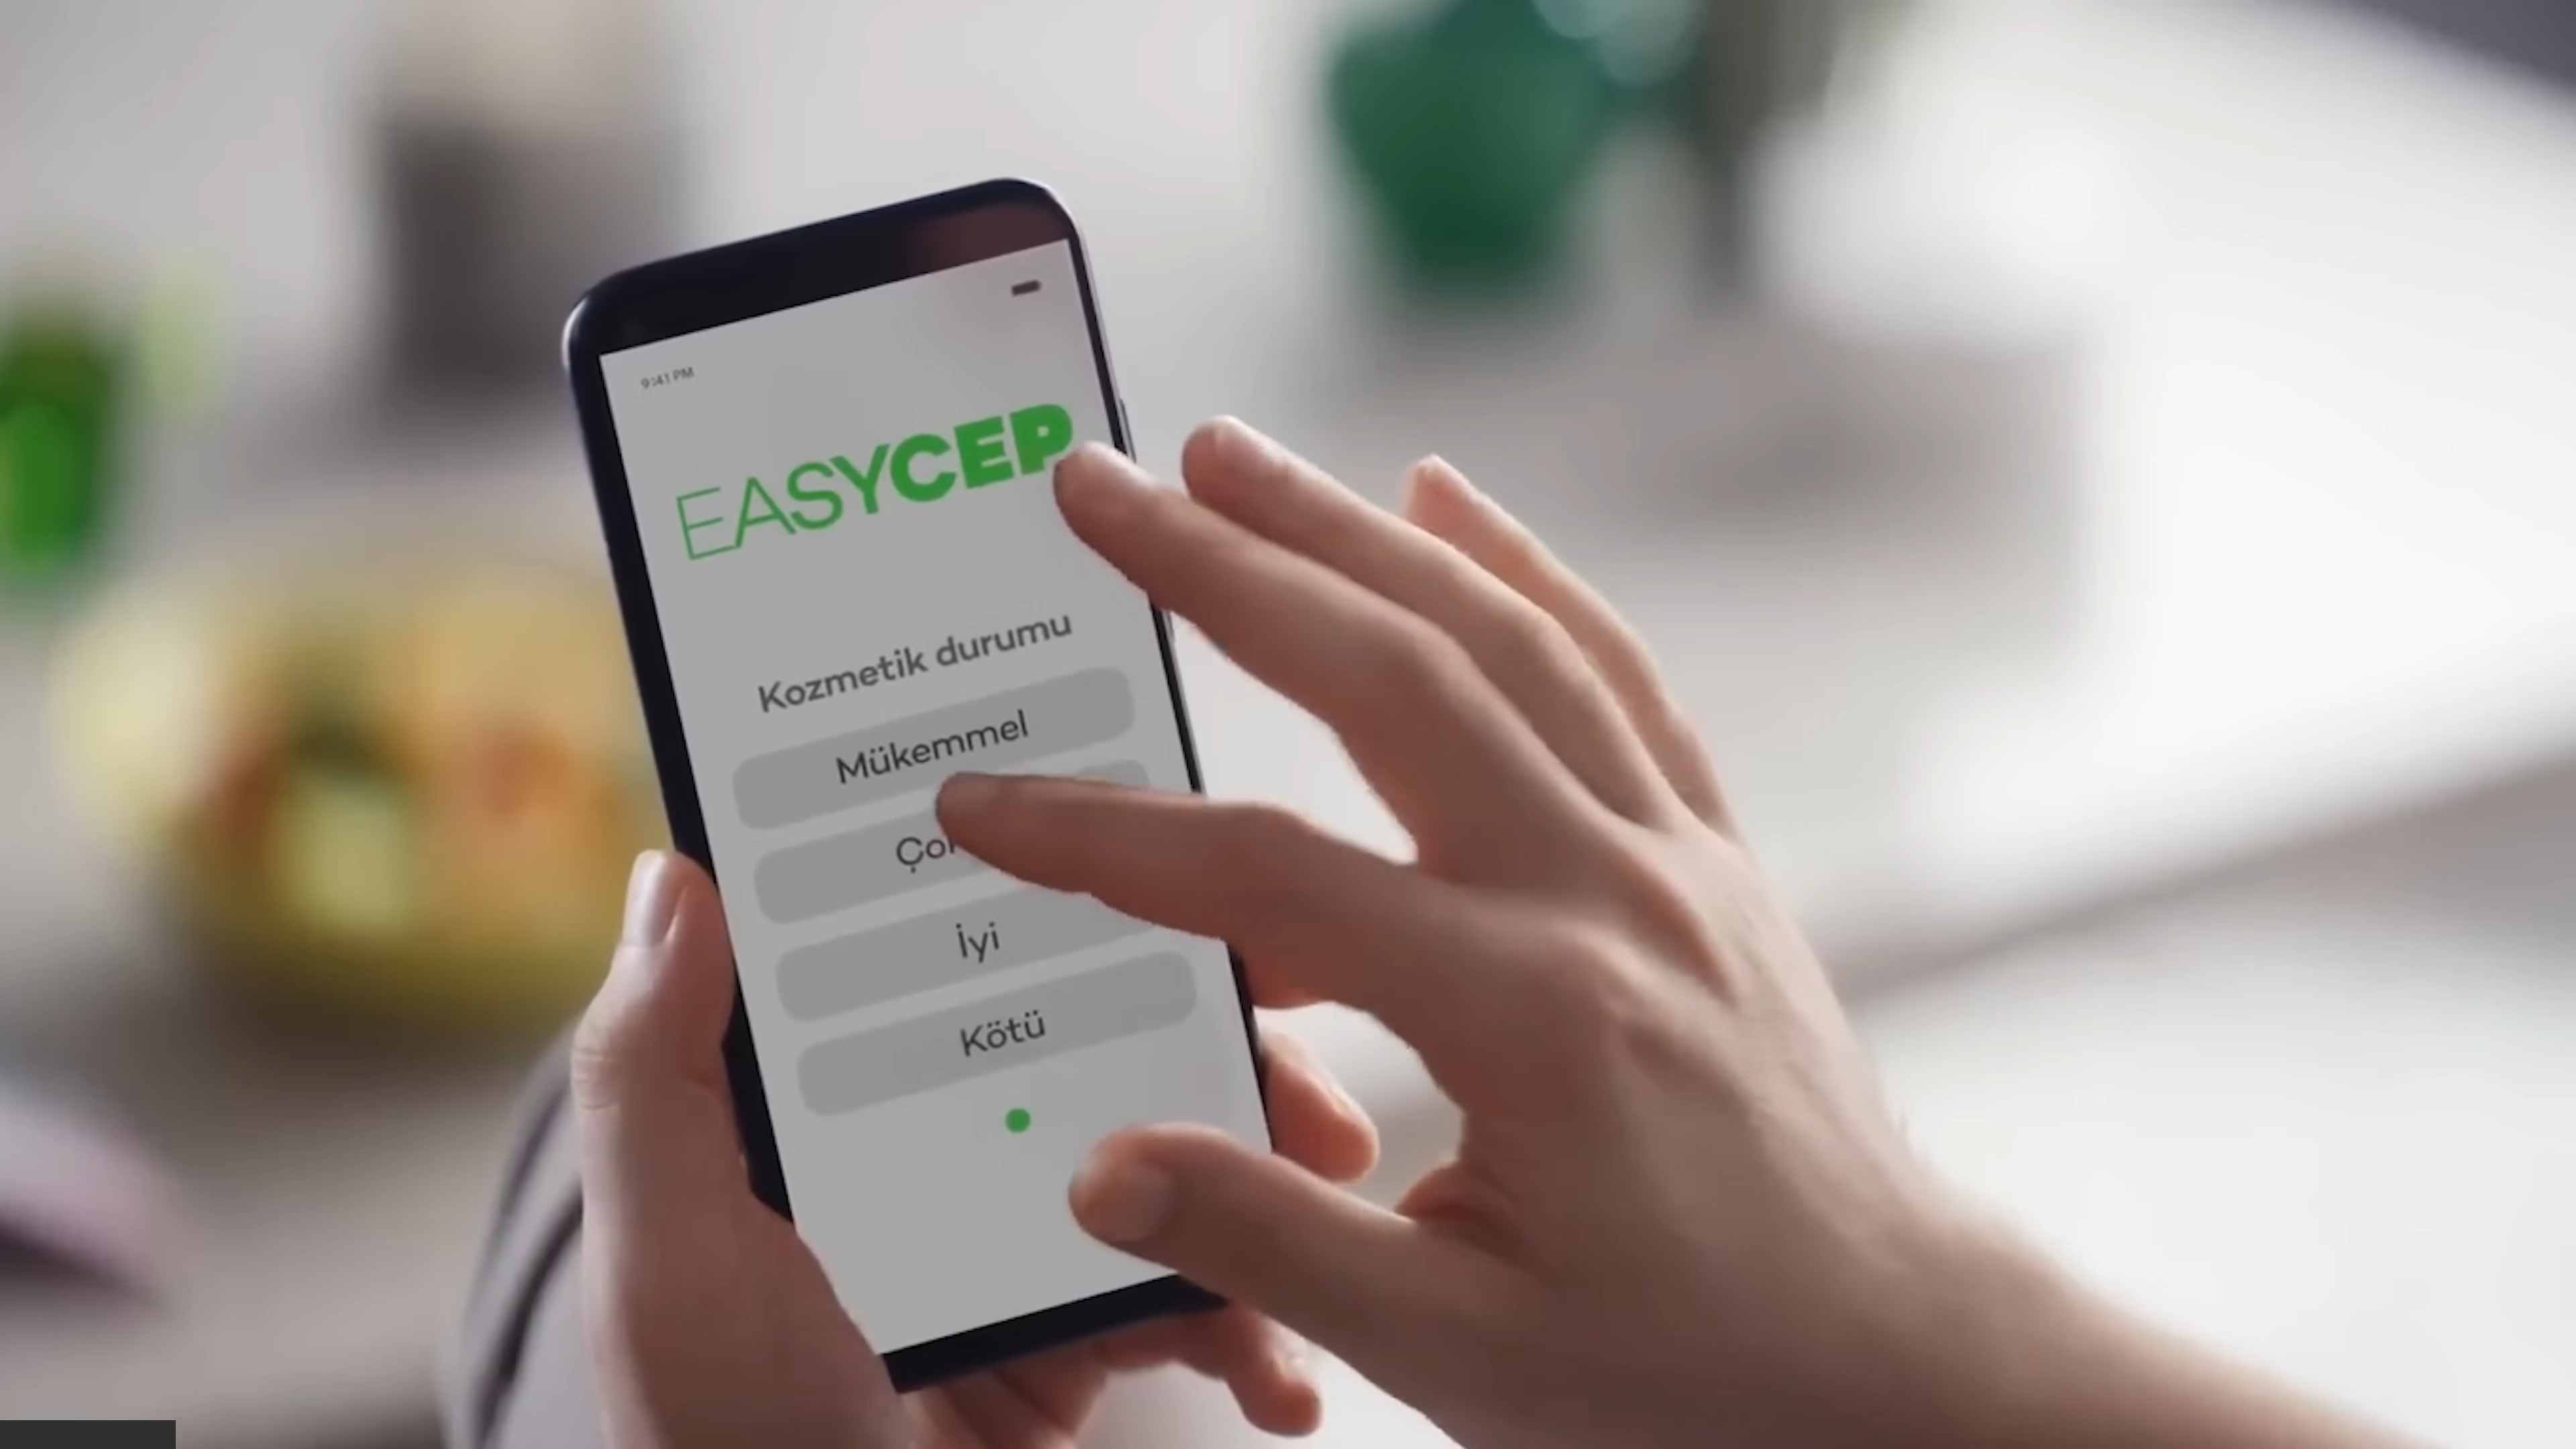 9:41 PM
EASYCEP
Kozmetik durumu
Mükemmel
İyi
Kötü